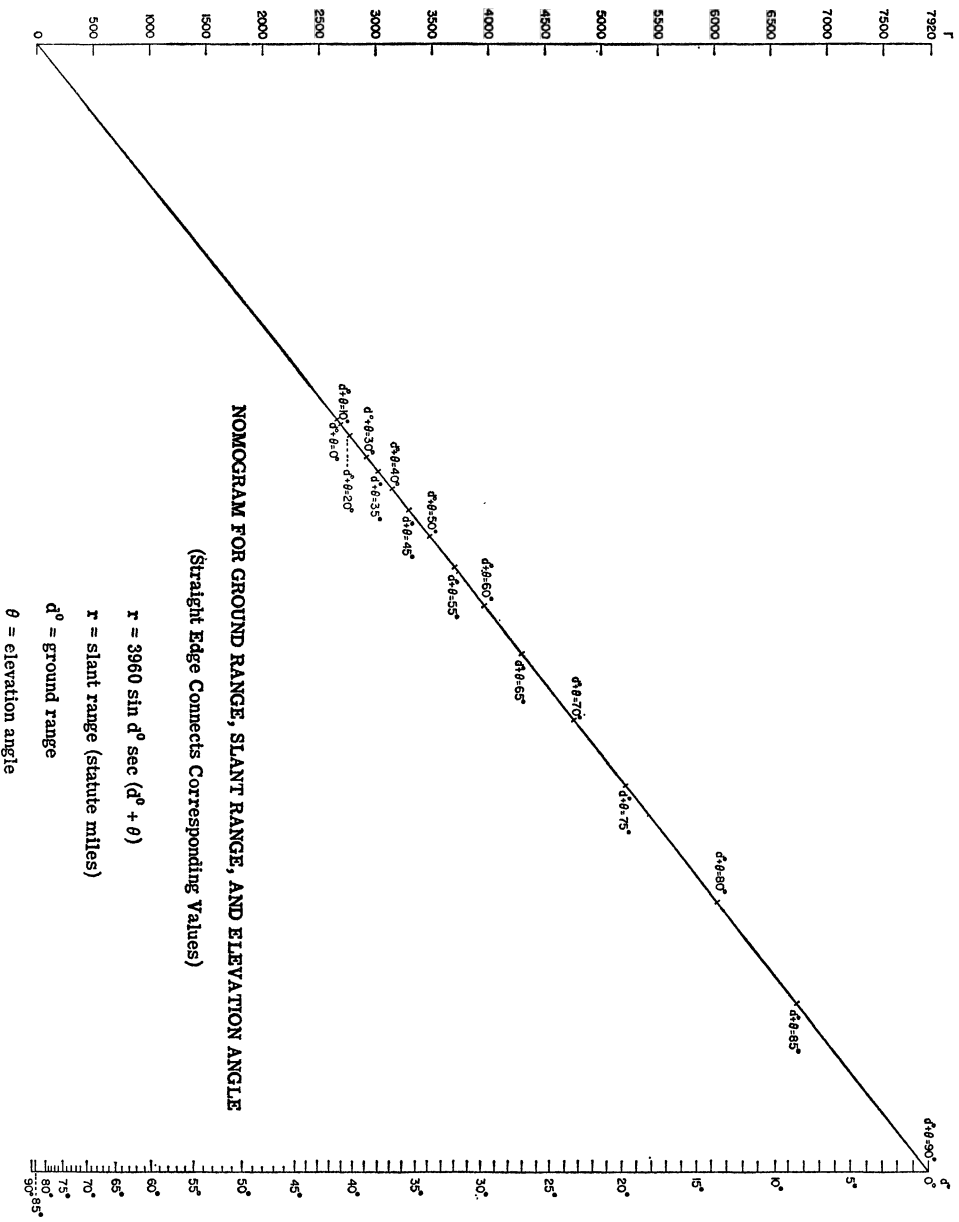 r
7920
7500
7000
6500
6000
5500
5000
4500
4000
3500
3000
2500
2000
1500
1000
500
0
d°+θ=90°
d°+θ=85°
d°+θ=80°
d°+θ=75°
d°+θ=70°
d°+θ=65°
d°+θ=60°
d°+θ=55°
d°+θ=50°
d°+θ=45°
d°+θ=40°
d°+θ=35°
d°+θ=30°
d°+θ=20°
d°+θ=10°
d°+θ=0°
d°
0°
5°
10°
15°
20°
25°
30°
35°
40°
45°
50°
55°
60°
65°
70°
75°
80°
85°
90°
NOMOGRAM FOR GROUND RANGE, SLANT RANGE, AND ELEVATION ANGLE
(Straight Edge Connects Corresponding Values)
r = 3960 sin d° sec (d° + θ)
r = slant range (statute miles)
d° = ground range
θ = elevation angle